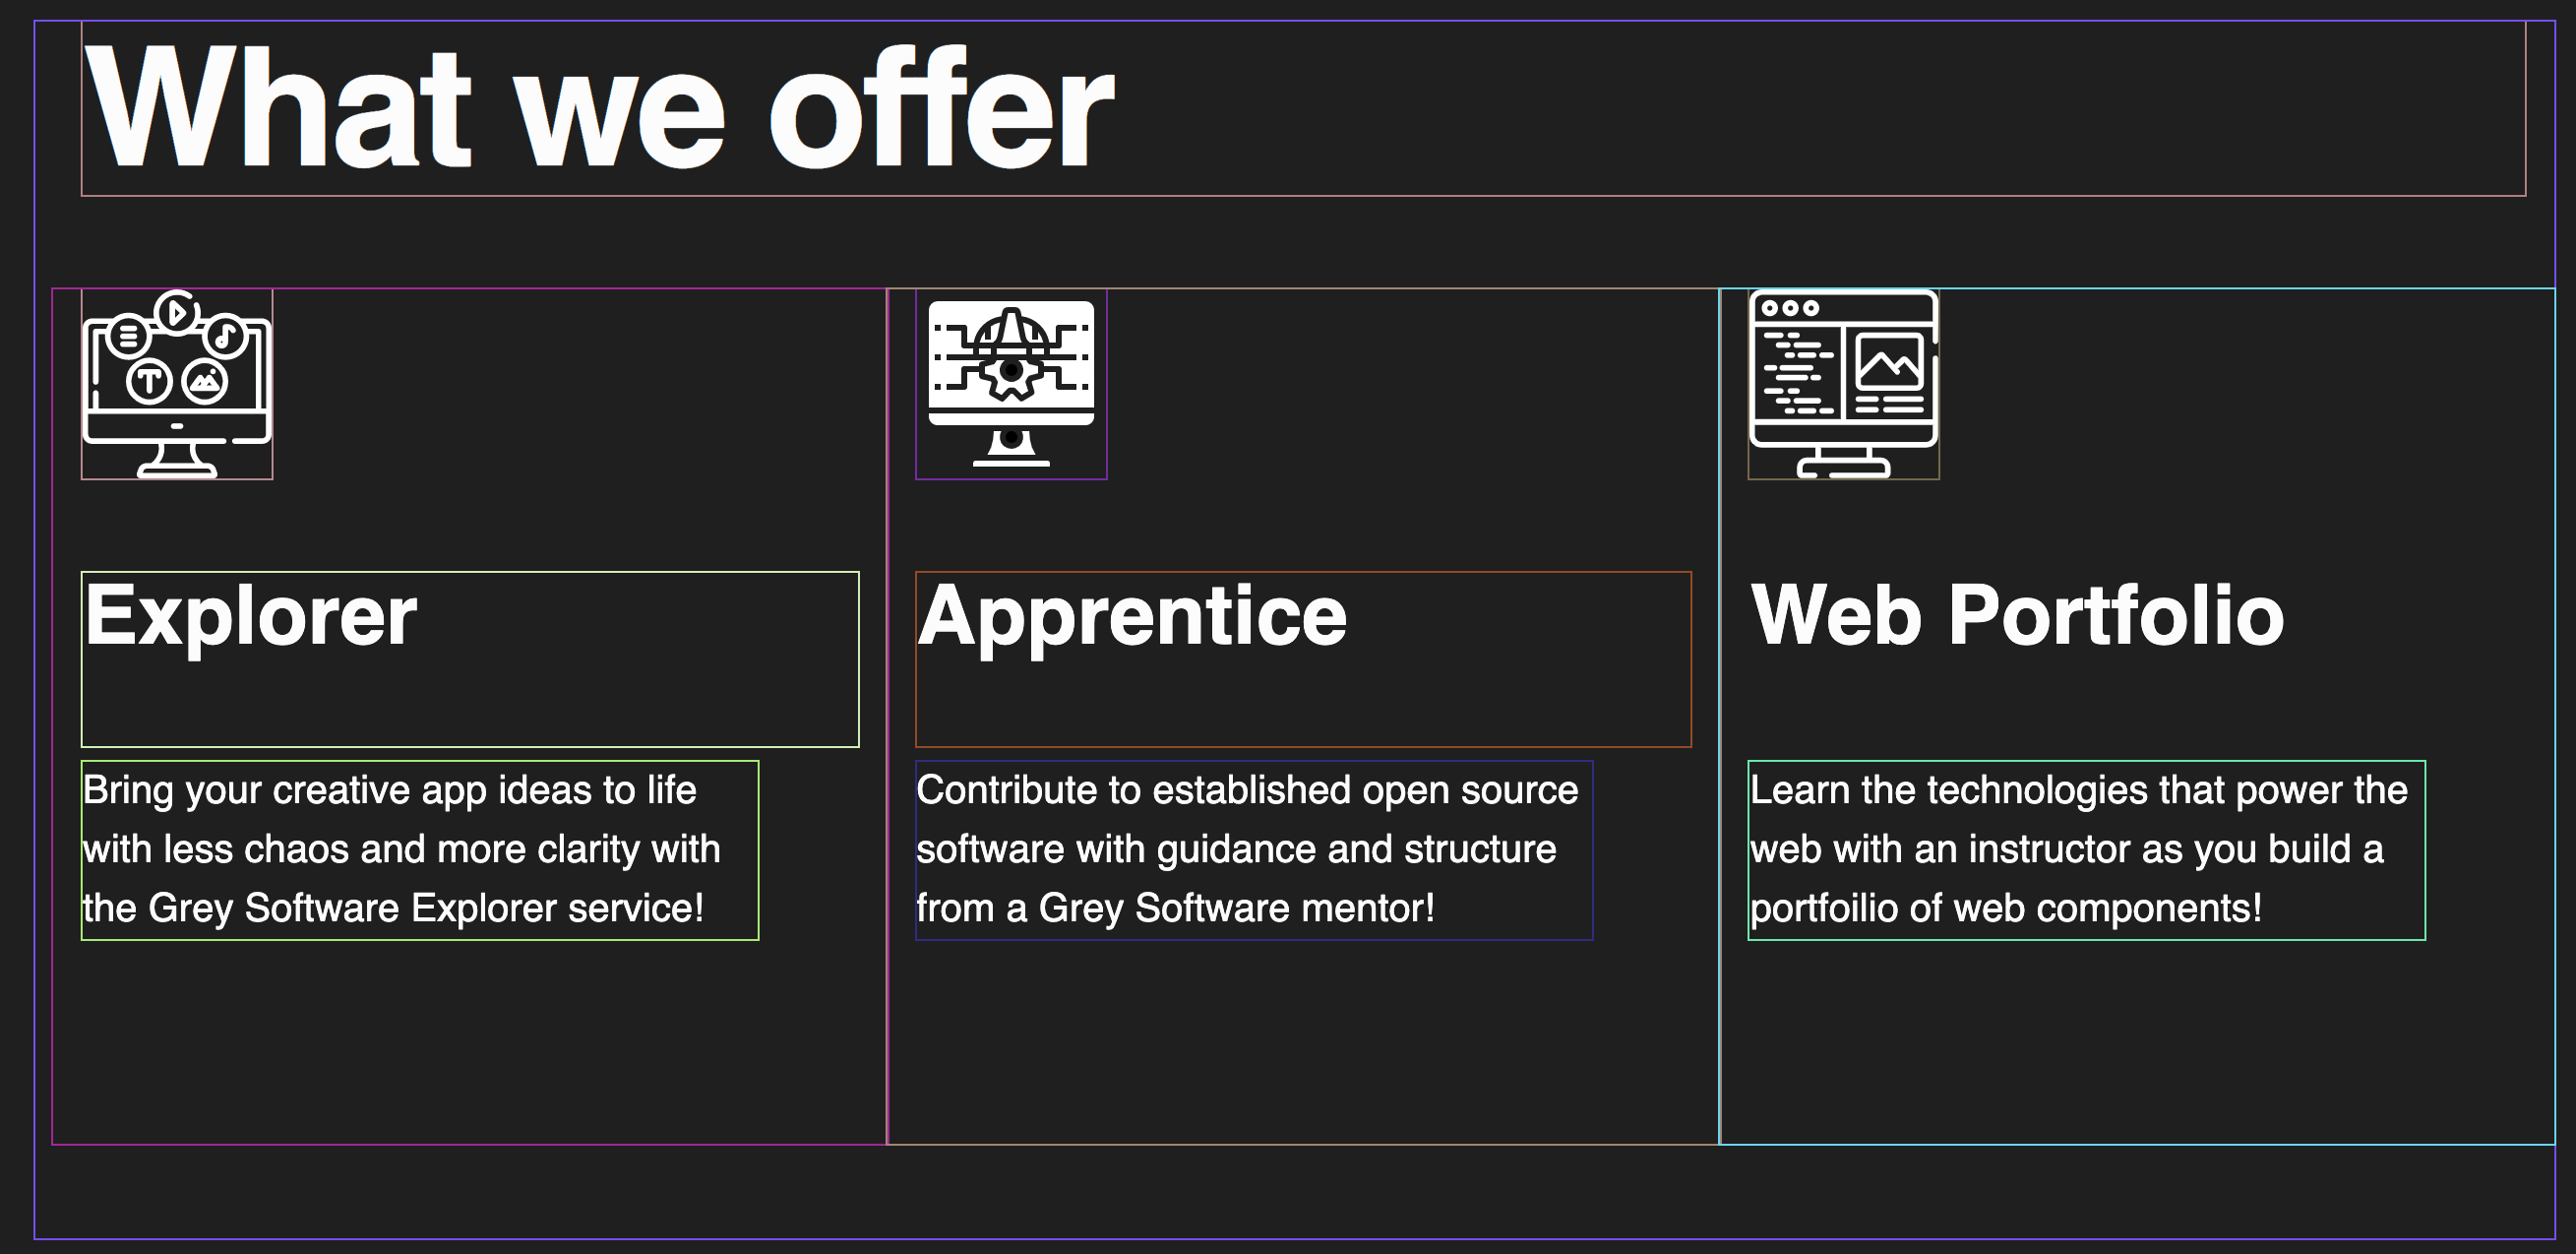 What we offer
Explorer
Bring your creative app ideas to life
with less chaos and more clarity with
the Grey Software Explorer service!
Apprentice
Contribute to established open source
software with guidance and structure
from a Grey Software mentor!
Web Portfolio
Learn the technologies that power the
web with an instructor as you build a
portfoilio of web components!